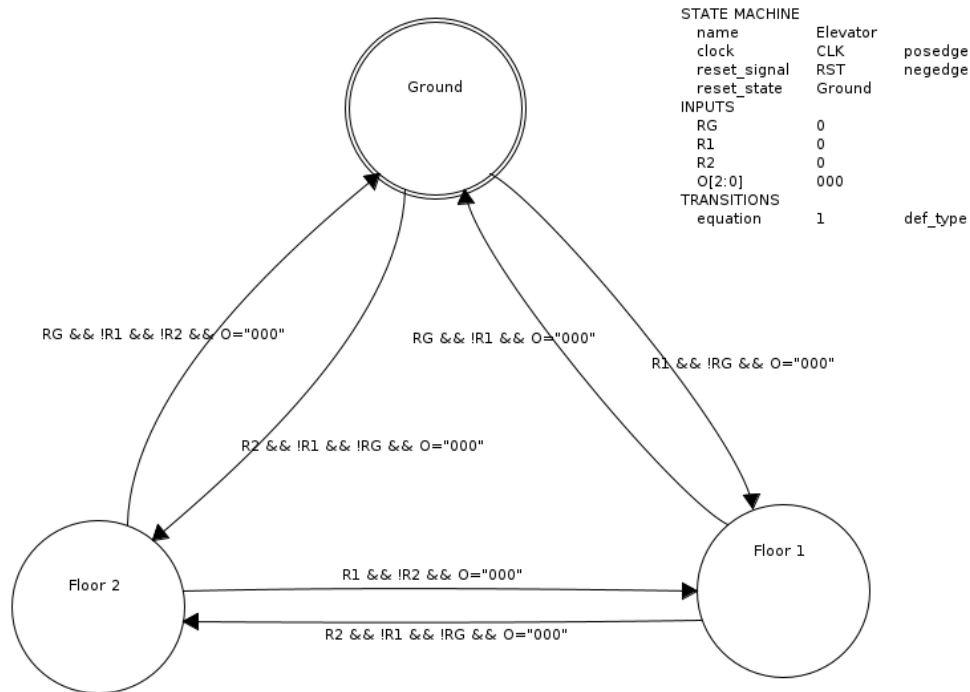 STATE MACHINE
name Elevator
clock CLK posedge
reset_signal RST negedge
reset_state Ground
INPUTS
RG 0
R1 0
R2 0
O[2:0] 000
TRANSITIONS
equation 1 def_type
Ground
RG && !R1 && !R2 && O="000"
RG && !R1 && O="000"
R1 && !RG && O="000"
R2 && !R1 && !RG && O="000"
Floor 1
Floor 2
R1 && !R2 && O="000"
R2 && !R1 && !RG && O="000"